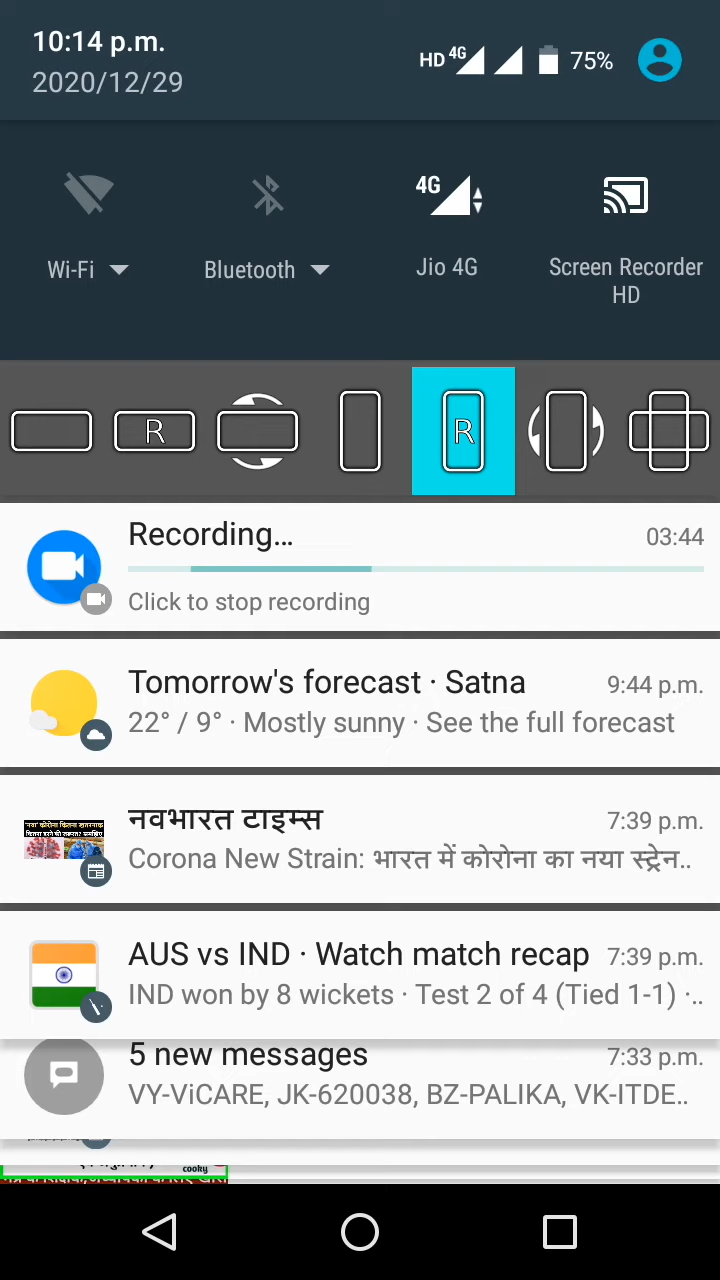 10:14 p.m.
HD 4G 75%
2020/12/29
4G
Wi-Fi
Bluetooth
Jio 4G
Screen Recorder
HD
R
R
Recording...
03:44
Click to stop recording
Tomorrow's forecast · Satna
9:44 p.m.
22° / 9° · Mostly sunny · See the full forecast
नवभारत टाइम्स
7:39 p.m.
Corona New Strain: भारत में कोरोना का नया स्ट्रेन..
AUS vs IND · Watch match recap
7:39 p.m.
IND won by 8 wickets · Test 2 of 4 (Tied 1-1) ·..
5 new messages
7:33 p.m.
VY-ViCARE, JK-620038, BZ-PALIKA, VK-ITDE..
cooky